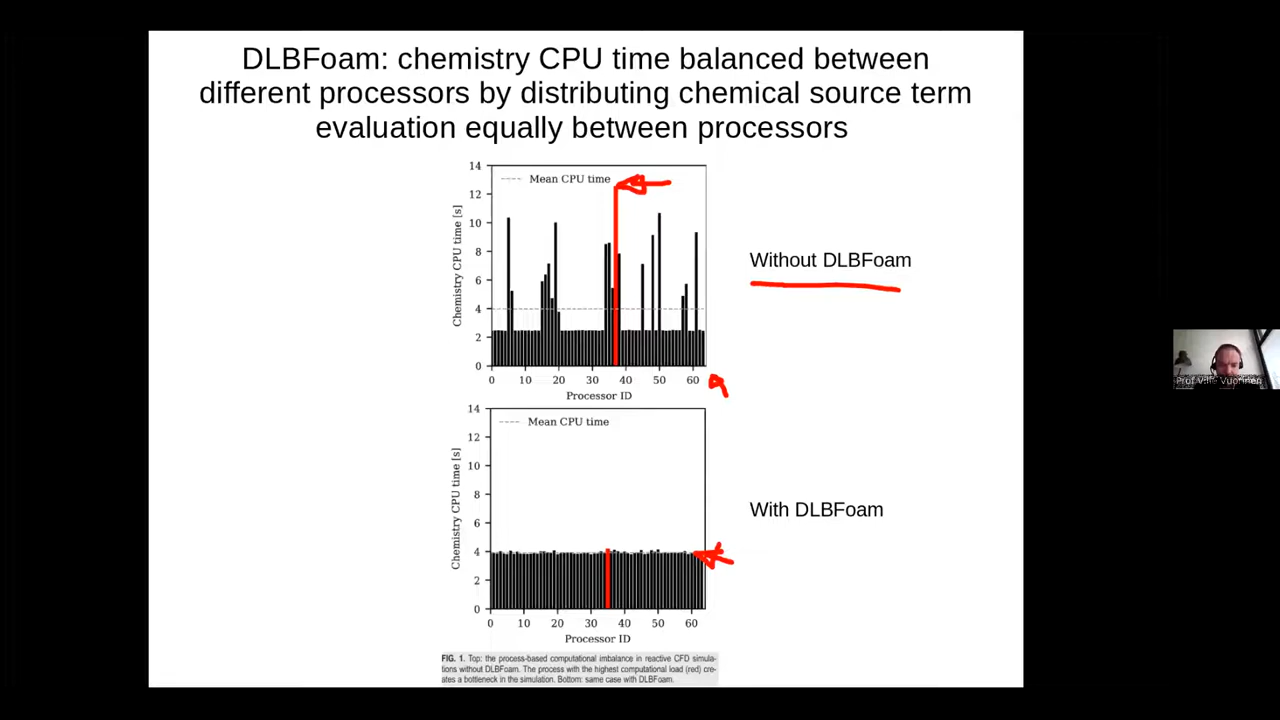 DLBFoam: chemistry CPU time balanced between
different processors by distributing chemical source term
evaluation equally between processors
14
12
10
8
6
4
2
0
Chemistry CPU time [s]
Mean CPU time
0 10 20 30 40 50 60
Processor ID
Without DLBFoam
14
12
10
8
6
4
2
0
Chemistry CPU time [s]
Mean CPU time
0 10 20 30 40 50 60
Processor ID
With DLBFoam
FIG. 1. Top: the process-based computational imbalance in reactive CFD simula-
tions without DLBFoam. The process with the highest computational load (red) cre-
ates a bottleneck in the simulation. Bottom: same case with DLBFoam.
Prof Ville Vuorinen